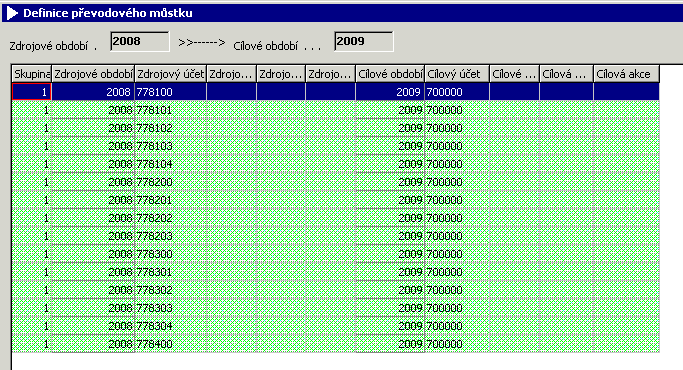 Definice převodového můstku
Zdrojové období . 2008 >>------> Cílové období . . . 2009
Skupina Zdrojové období Zdrojový účet Zdrojo... Zdrojo... Zdrojo... Cílové období Cílový účet Cílové ... Cílová ... Cílová akce
1 2008 778100 2009 700000
1 2008 778101 2009 700000
1 2008 778102 2009 700000
1 2008 778103 2009 700000
1 2008 778104 2009 700000
1 2008 778200 2009 700000
1 2008 778201 2009 700000
1 2008 778202 2009 700000
1 2008 778203 2009 700000
1 2008 778300 2009 700000
1 2008 778301 2009 700000
1 2008 778302 2009 700000
1 2008 778303 2009 700000
1 2008 778304 2009 700000
1 2008 778400 2009 700000